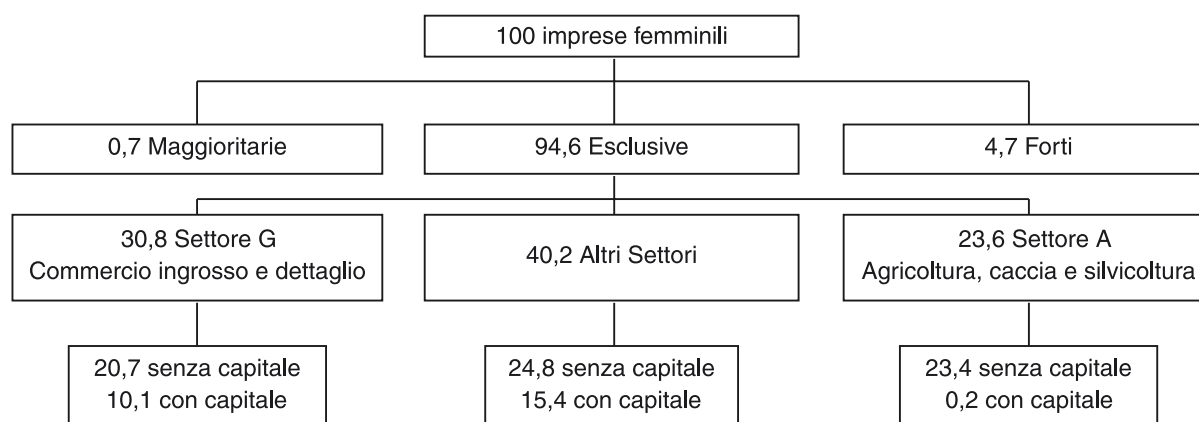 100 imprese femminili
0,7 Maggioritarie
94,6 Esclusive
4,7 Forti
30,8 Settore G
Commercio ingrosso e dettaglio
40,2 Altri Settori
23,6 Settore A
Agricoltura, caccia e silvicoltura
20,7 senza capitale
10,1 con capitale
24,8 senza capitale
15,4 con capitale
23,4 senza capitale
0,2 con capitale